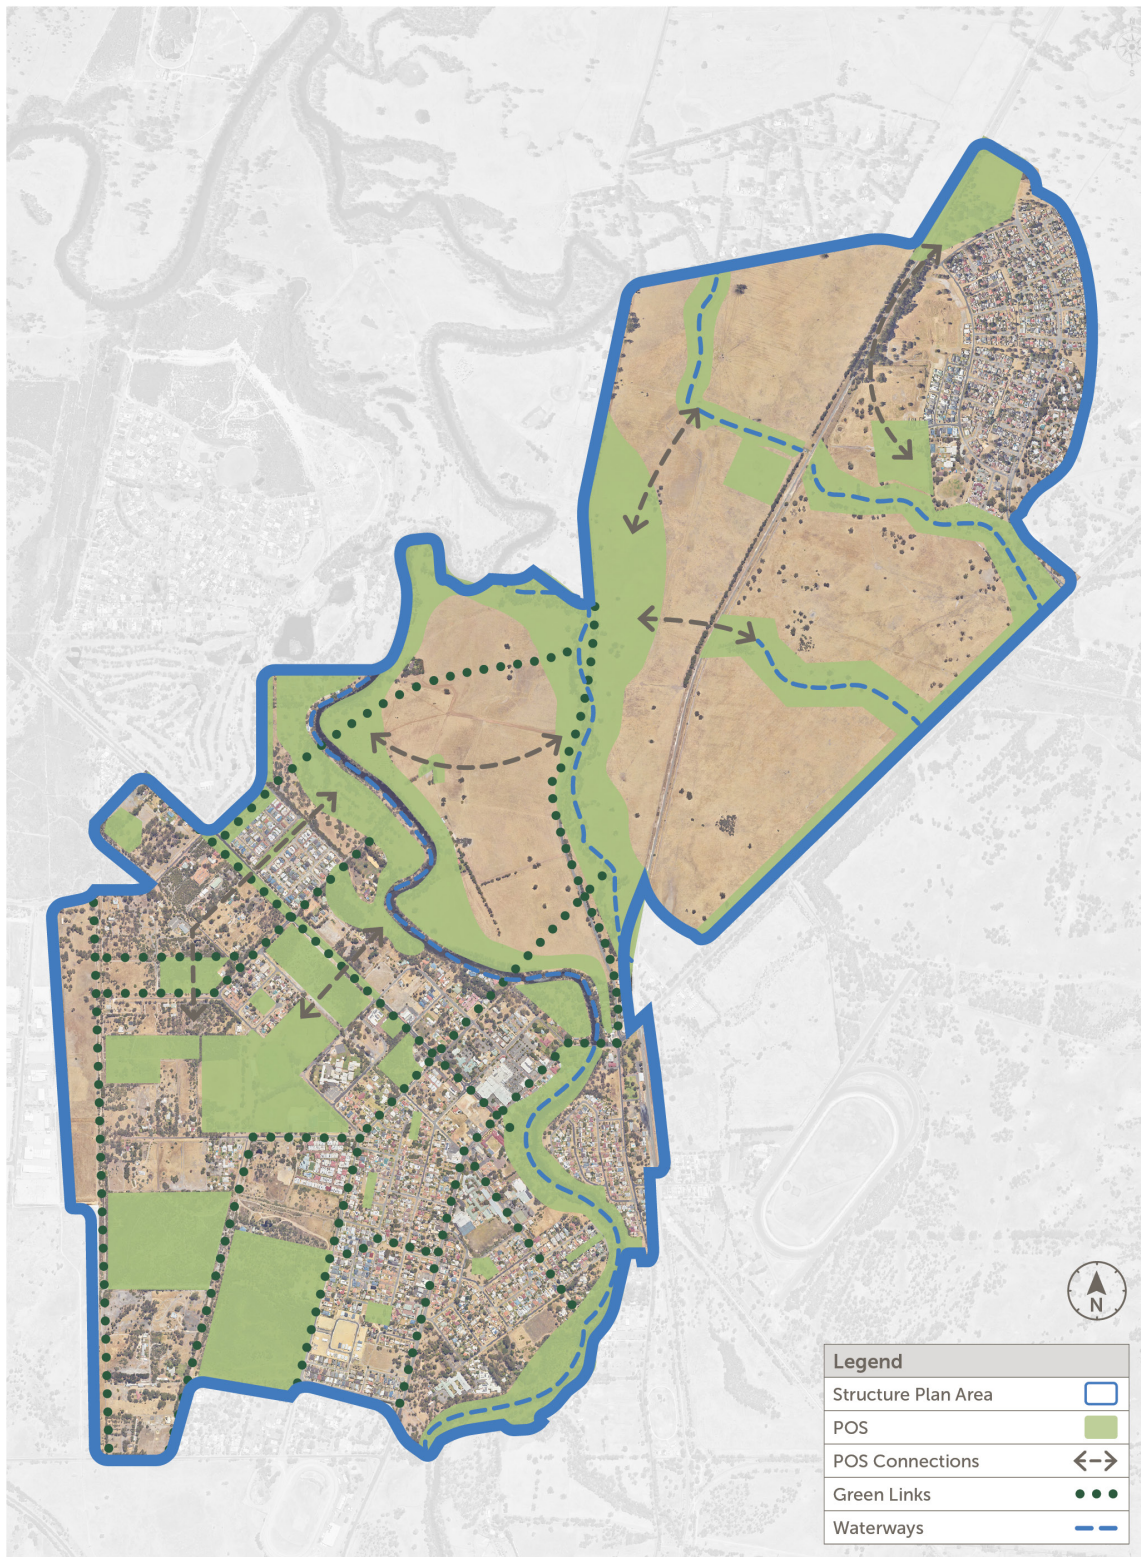 N
Legend
Structure Plan Area
POS
POS Connections
Green Links
Waterways